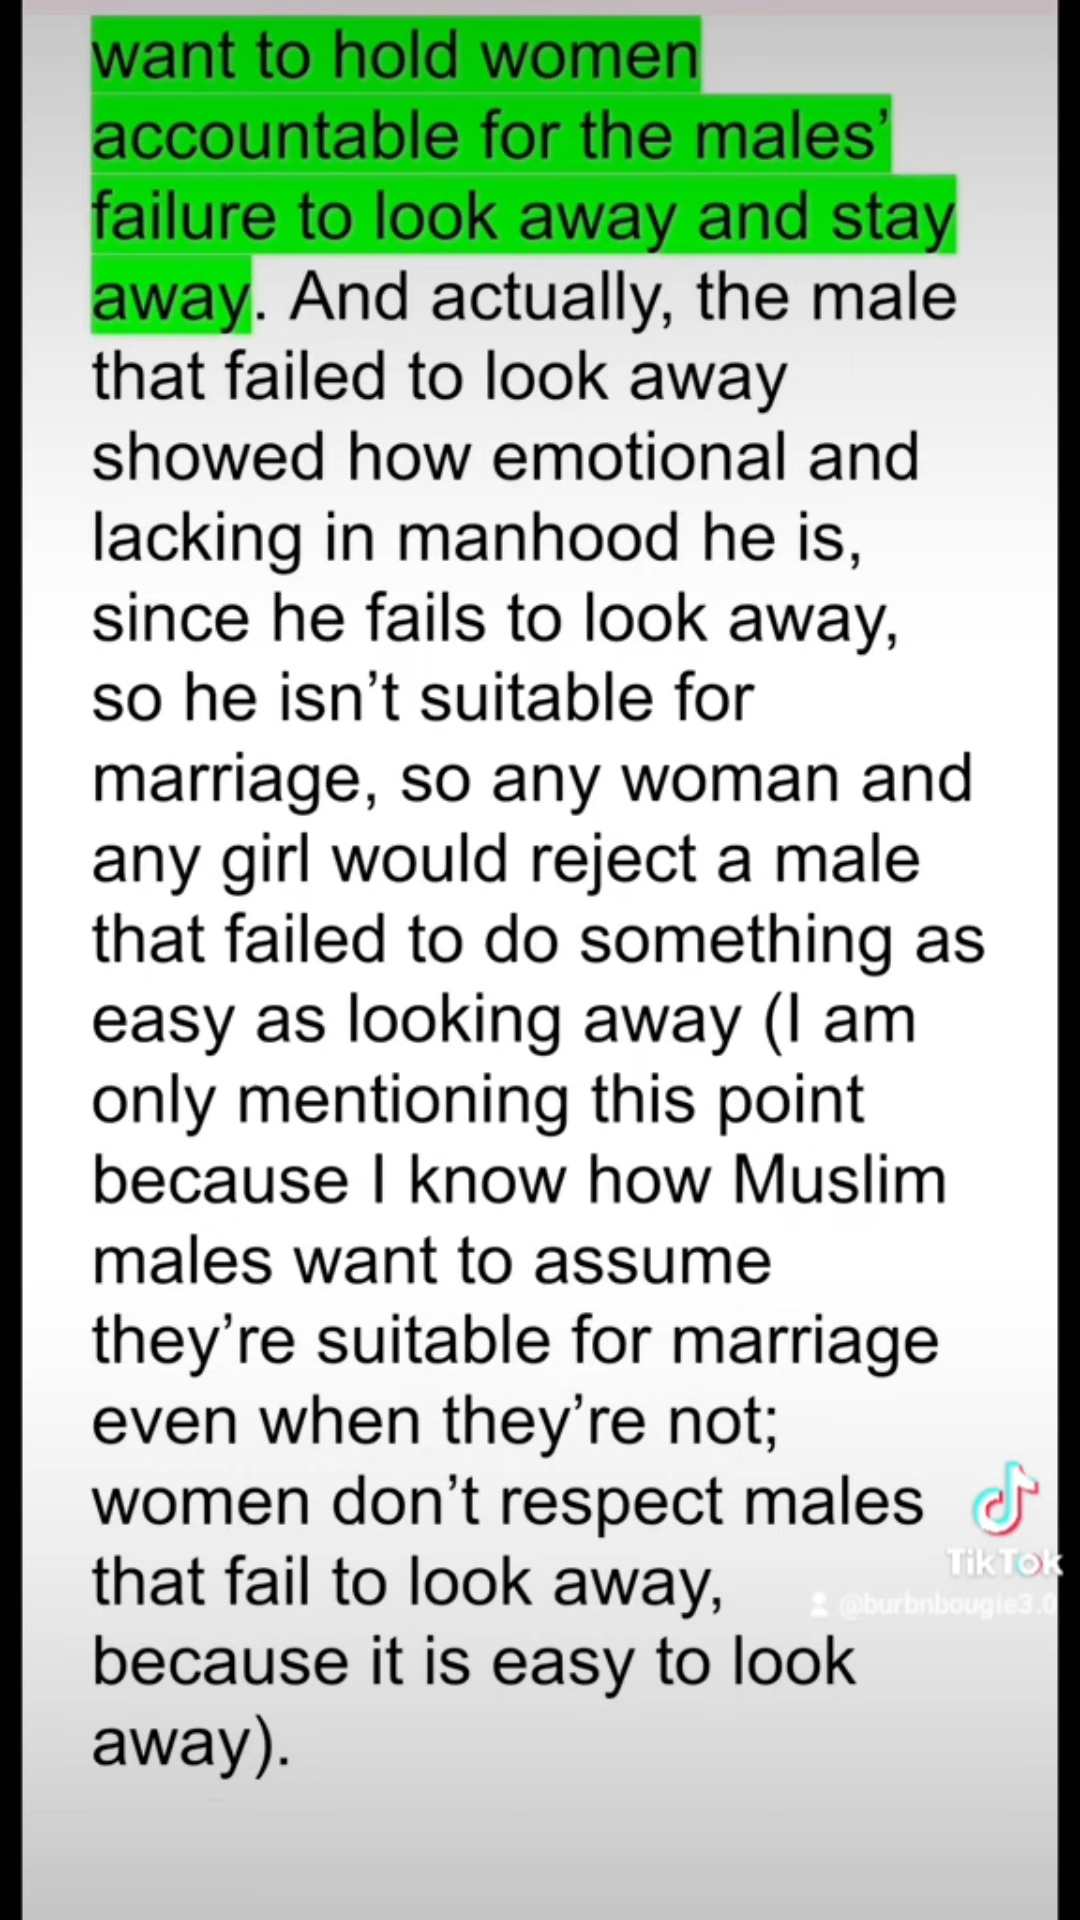 want to hold women
accountable for the males’
failure to look away and stay
away. And actually, the male
that failed to look away
showed how emotional and
lacking in manhood he is,
since he fails to look away,
so he isn’t suitable for
marriage, so any woman and
any girl would reject a male
that failed to do something as
easy as looking away (I am
only mentioning this point
because I know how Muslim
males want to assume
they’re suitable for marriage
even when they’re not;
women don’t respect males
that fail to look away,
because it is easy to look
away).
TikTok
@burbnbougie3.0